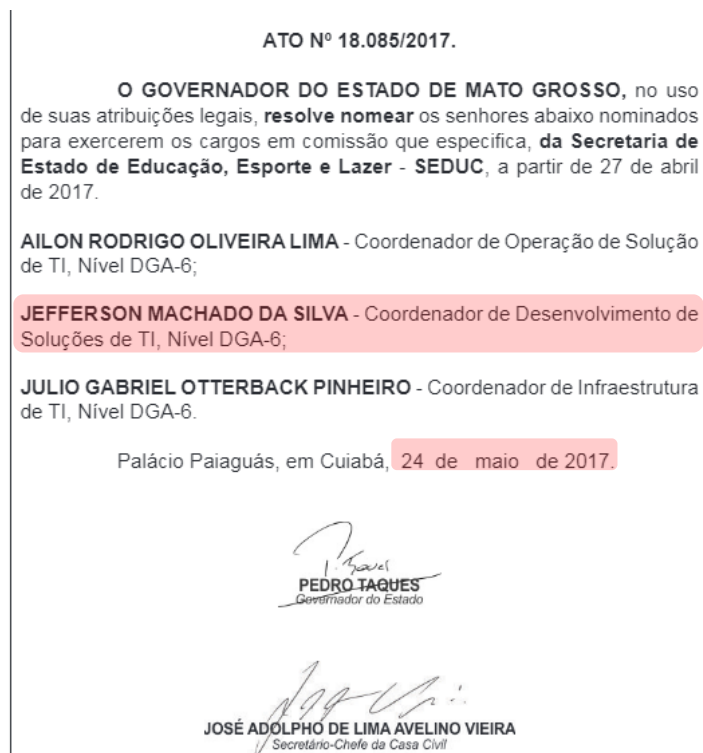 ATO Nº 18.085/2017.
O GOVERNADOR DO ESTADO DE MATO GROSSO, no uso
de suas atribuições legais, resolve nomear os senhores abaixo nominados
para exercerem os cargos em comissão que especifica, da Secretaria de
Estado de Educação, Esporte e Lazer - SEDUC, a partir de 27 de abril
de 2017.
AILON RODRIGO OLIVEIRA LIMA - Coordenador de Operação de Solução
de TI, Nível DGA-6;
JEFFERSON MACHADO DA SILVA - Coordenador de Desenvolvimento de
Soluções de TI, Nível DGA-6;
JULIO GABRIEL OTTERBACK PINHEIRO - Coordenador de Infraestrutura
de TI, Nível DGA-6.
Palácio Paiaguás, em Cuiabá, 24 de maio de 2017.
PEDRO TAQUES
Governador do Estado
JOSÉ ADOLPHO DE LIMA AVELINO VIEIRA
Secretário-Chefe da Casa Civil